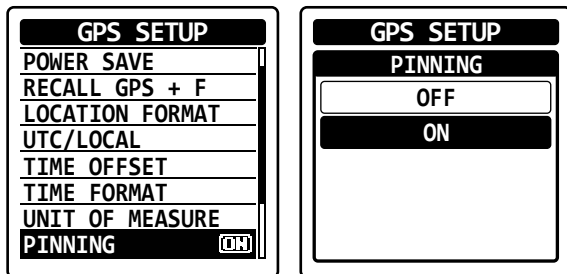 GPS SETUP
POWER SAVE
RECALL GPS + F
LOCATION FORMAT
UTC/LOCAL
TIME OFFSET
TIME FORMAT
UNIT OF MEASURE
PINNING ON
GPS SETUP
PINNING
OFF
ON